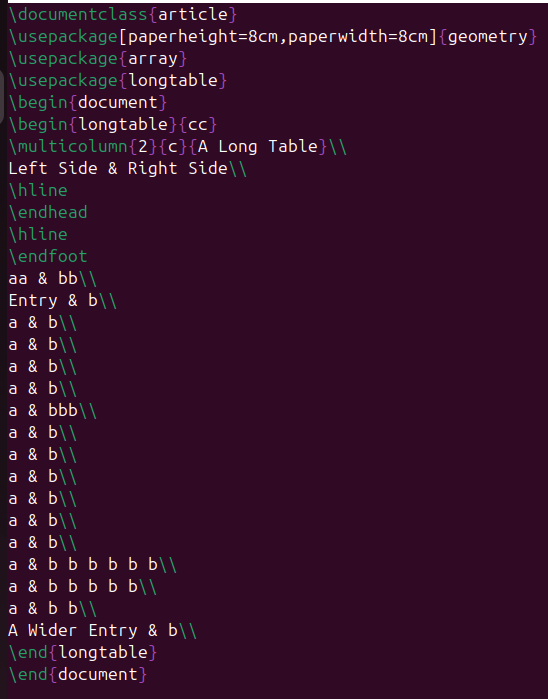 \documentclass{article}
\usepackage[paperheight=8cm,paperwidth=8cm]{geometry}
\usepackage{array}
\usepackage{longtable}
\begin{document}
\begin{longtable}{cc}
\multicolumn{2}{c}{A Long Table}\\
Left Side & Right Side\\
\hline
\endhead
\hline
\endfoot
aa & bb\\
Entry & b\\
a & b\\
a & b\\
a & b\\
a & b\\
a & bbb\\
a & b\\
a & b\\
a & b\\
a & b\\
a & b\\
a & b\\
a & b b b b b b\\
a & b b b b b\\
a & b b\\
A Wider Entry & b\\
\end{longtable}
\end{document}